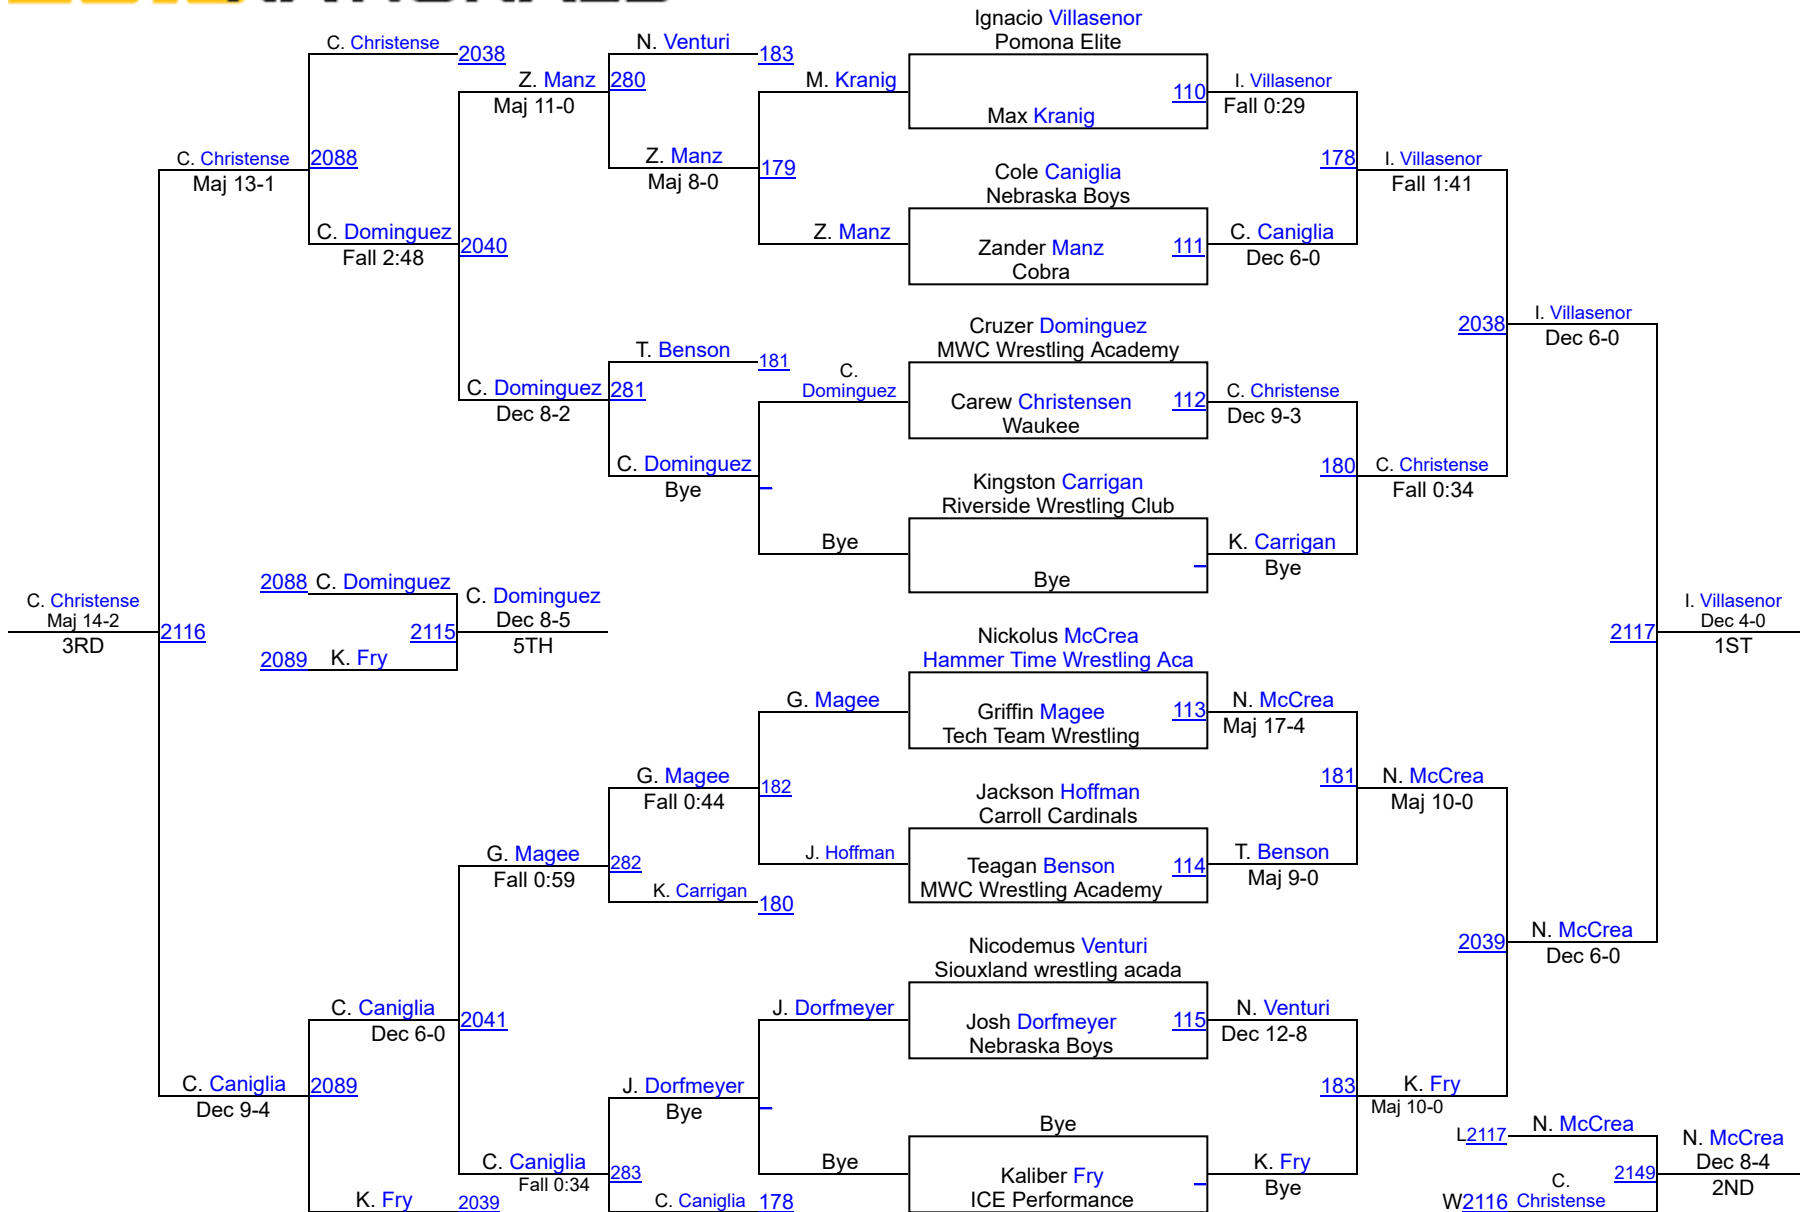 Ignacio Villasenor
Pomona Elite
C. Christense
2038
N. Venturi
183
Z. Manz
280
Maj 11-0
M. Kranig
110
Max Kranig
I. Villasenor
Fall 0:29
C. Christense
2088
Maj 13-1
Z. Manz
179
Maj 8-0
Cole Caniglia
Nebraska Boys
178
I. Villasenor
Fall 1:41
C. Dominguez
2040
Fall 2:48
Z. Manz
Zander Manz
111
Cobra
C. Caniglia
Dec 6-0
Cruzer Dominguez
MWC Wrestling Academy
2038
I. Villasenor
Dec 6-0
T. Benson
181
C. Dominguez
281
Dec 8-2
C.
Dominguez
Carew Christensen
112
Waukee
C. Christense
Dec 9-3
C. Dominguez
Bye
Kingston Carrigan
Riverside Wrestling Club
180
C. Christense
Fall 0:34
Bye
Bye
K. Carrigan
Bye
C. Christense
Maj 14-2
3RD
2116
2088
C. Dominguez
2089
K. Fry
2115
C. Dominguez
Dec 8-5
5TH
2117
I. Villasenor
Dec 4-0
1ST
Nickolus McCrea
Hammer Time Wrestling Aca
G. Magee
Griffin Magee
113
Tech Team Wrestling
N. McCrea
Maj 17-4
G. Magee
182
Fall 0:44
Jackson Hoffman
Carroll Cardinals
181
N. McCrea
Maj 10-0
G. Magee
282
Fall 0:59
J. Hoffman
Teagan Benson
114
MWC Wrestling Academy
T. Benson
Maj 9-0
K. Carrigan
180
Nicodemus Venturi
Siouxland wrestling acada
2039
N. McCrea
Dec 6-0
C. Caniglia
2041
Dec 6-0
J. Dorfmeyer
Josh Dorfmeyer
115
Nebraska Boys
N. Venturi
Dec 12-8
C. Caniglia
2089
Dec 9-4
J. Dorfmeyer
Bye
183
K. Fry
Maj 10-0
Bye
Bye
Kaliber Fry
ICE Performance
K. Fry
Bye
C. Caniglia
283
Fall 0:34
K. Fry
2039
C. Caniglia
178
L2117
N. McCrea
W2116
C.
Christense
2149
N. McCrea
Dec 8-4
2ND